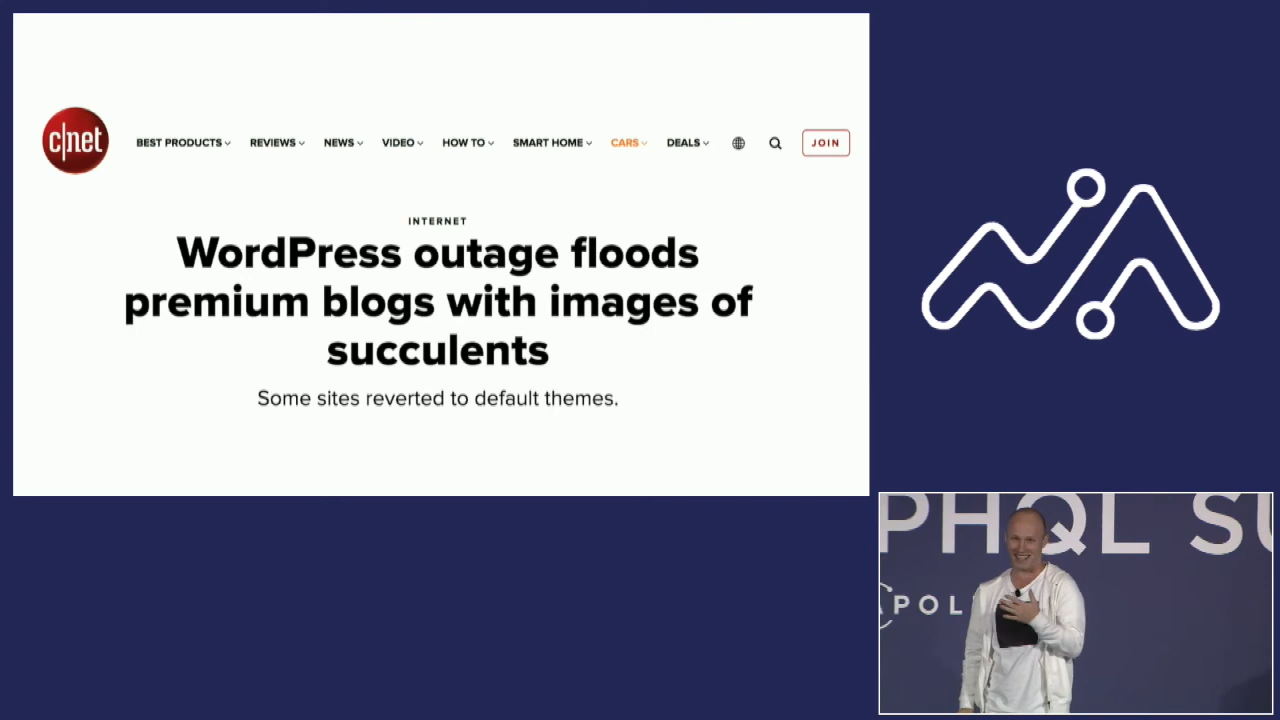 c|net
BEST PRODUCTS REVIEWS NEWS VIDEO HOW TO SMART HOME CARS DEALS JOIN
INTERNET
WordPress outage floods
premium blogs with images of
succulents
Some sites reverted to default themes.
PHQL SU
APOL